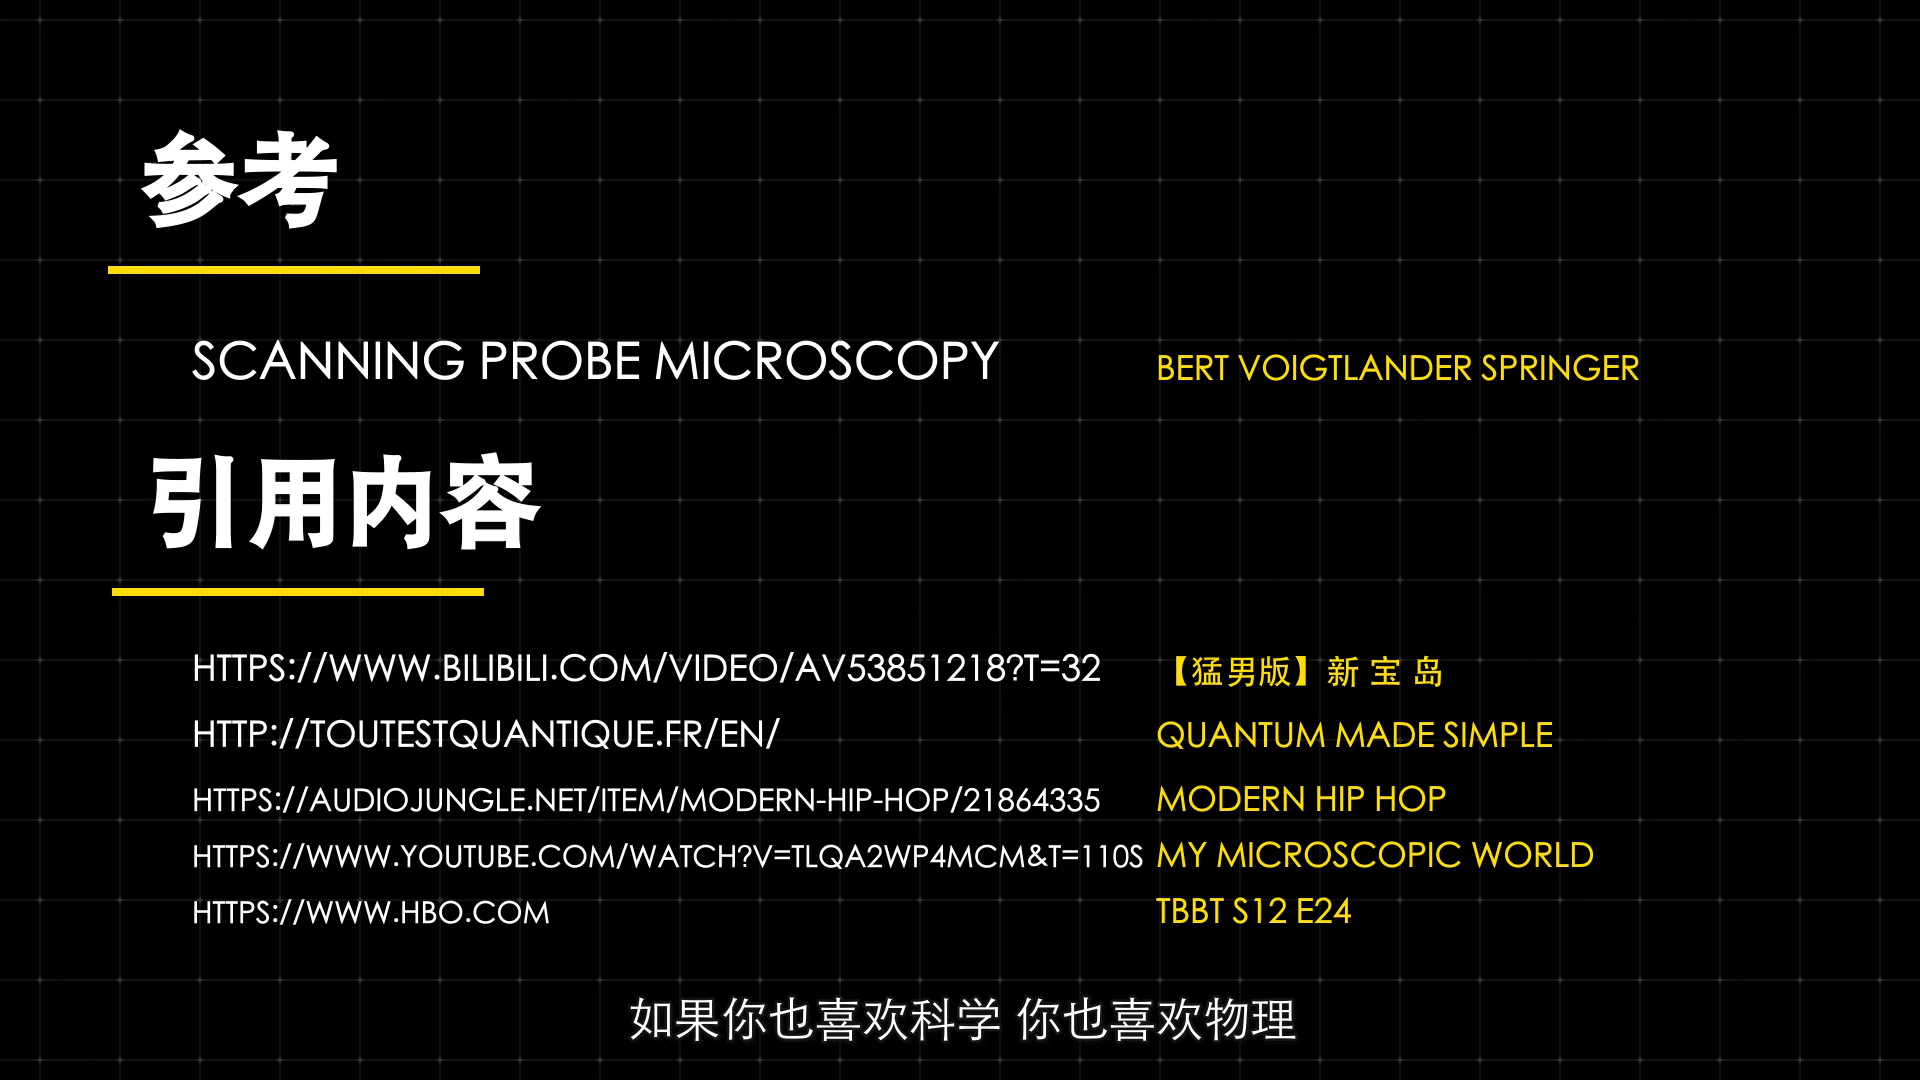 参考
SCANNING PROBE MICROSCOPY BERT VOIGTLANDER SPRINGER
引用内容
HTTPS://WWW.BILIBILI.COM/VIDEO/AV53851218?T=32 【猛男版】新 宝 岛
HTTP://TOUTESTQUANTIQUE.FR/EN/ QUANTUM MADE SIMPLE
HTTPS://AUDIOJUNGLE.NET/ITEM/MODERN-HIP-HOP/21864335 MODERN HIP HOP
HTTPS://WWW.YOUTUBE.COM/WATCH?V=TLQA2WP4MCM&T=110S MY MICROSCOPIC WORLD
HTTPS://WWW.HBO.COM TBBT S12 E24
如果你也喜欢科学 你也喜欢物理